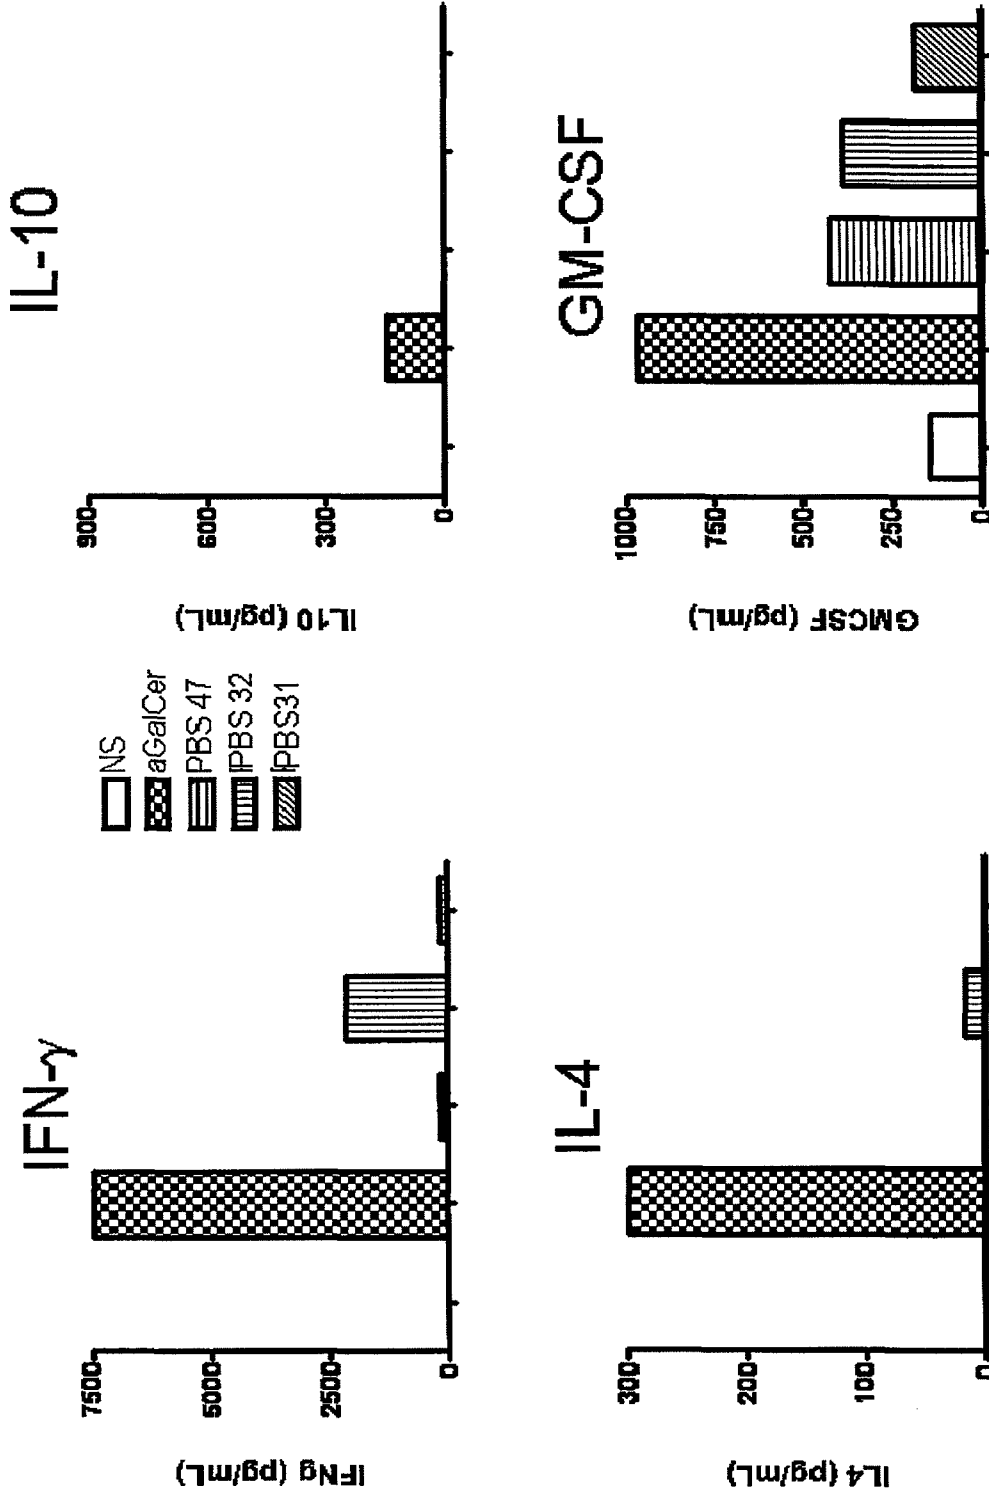 IFN-γ
IFNg (pg/mL)
7500
5000
2500
0
NS
aGalCer
PBS 47
PBS 32
PBS31
IL-10
IL10 (pg/mL)
900
600
300
0
IL-4
IL4 (pg/mL)
300
200
100
0
GM-CSF
GMCSF (pg/mL)
1000
750
500
250
0